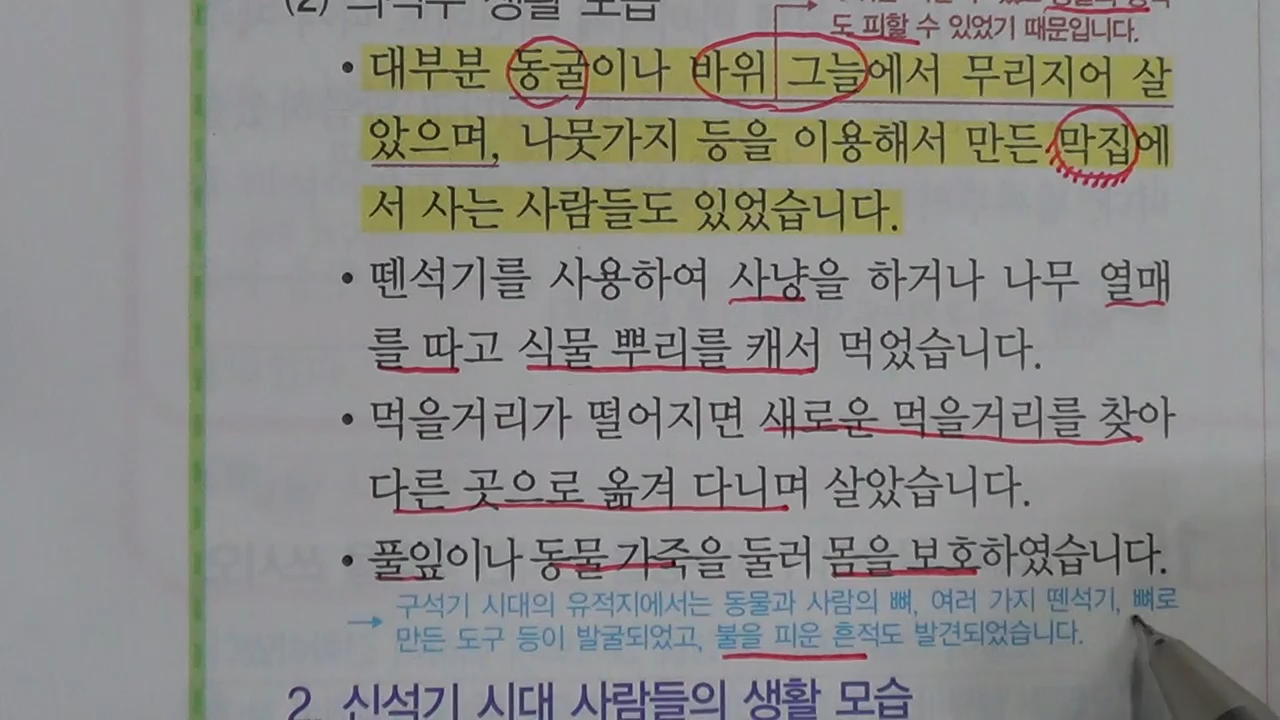 (2) 의식주 생활 모습
도 피할 수 있었기 때문입니다.
• 대부분 동굴이나 바위 그늘에서 무리지어 살
았으며, 나뭇가지 등을 이용해서 만든 막집에
서 사는 사람들도 있었습니다.
• 뗀석기를 사용하여 사냥을 하거나 나무 열매
를 따고 식물 뿌리를 캐서 먹었습니다.
• 먹을거리가 떨어지면 새로운 먹을거리를 찾아
다른 곳으로 옮겨 다니며 살았습니다.
• 풀잎이나 동물 가죽을 둘러 몸을 보호하였습니다.
→ 구석기 시대의 유적지에서는 동물과 사람의 뼈, 여러 가지 뗀석기, 뼈로
만든 도구 등이 발굴되었고, 불을 피운 흔적도 발견되었습니다.
2. 신석기 시대 사람들의 생활 모습